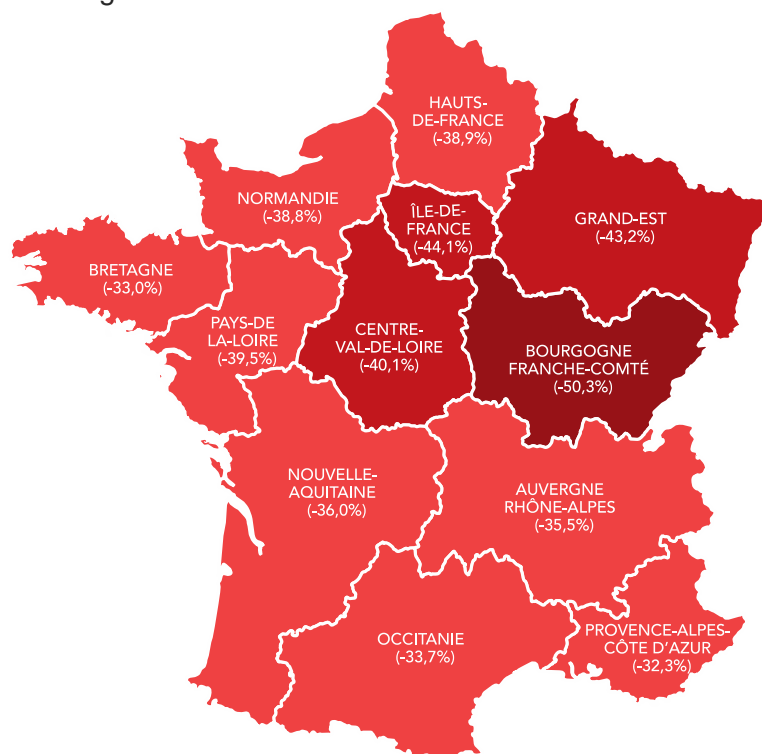 HAUTS-
DE-FRANCE
(-38,9%)
NORMANDIE
(-38,8%)
ÎLE-DE-
FRANCE
(-44,1%)
GRAND-EST
(-43,2%)
BRETAGNE
(-33,0%)
PAYS-DE
LA-LOIRE
(-39,5%)
CENTRE-
VAL-DE-LOIRE
(-40,1%)
BOURGOGNE
FRANCHE-COMTÉ
(-50,3%)
NOUVELLE-
AQUITAINE
(-36,0%)
AUVERGNE
RHÔNE-ALPES
(-35,5%)
OCCITANIE
(-33,7%)
PROVENCE-ALPES-
CÔTE D'AZUR
(-32,3%)